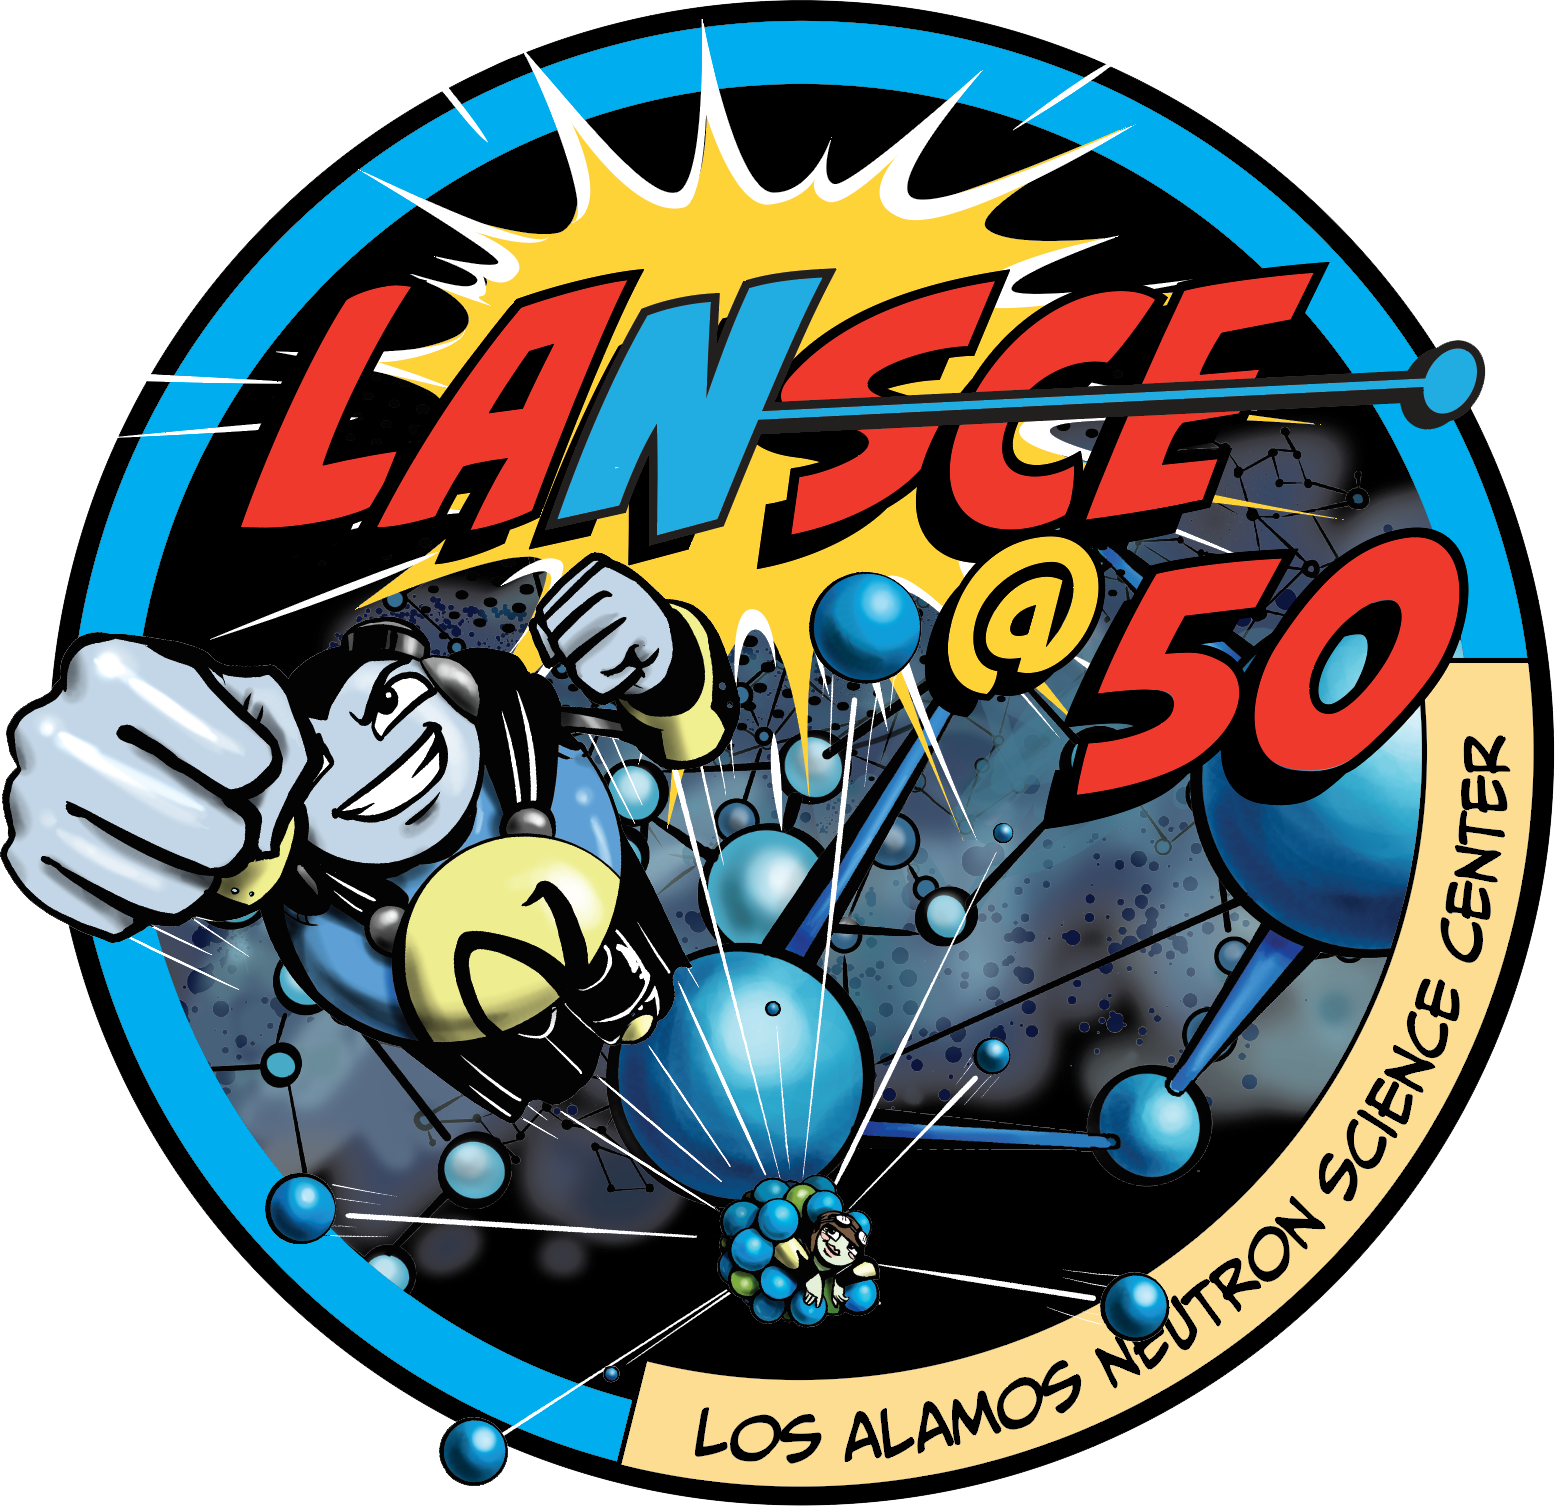 LANSCE
@50
LOS ALAMOS NEUTRON SCIENCE CENTER